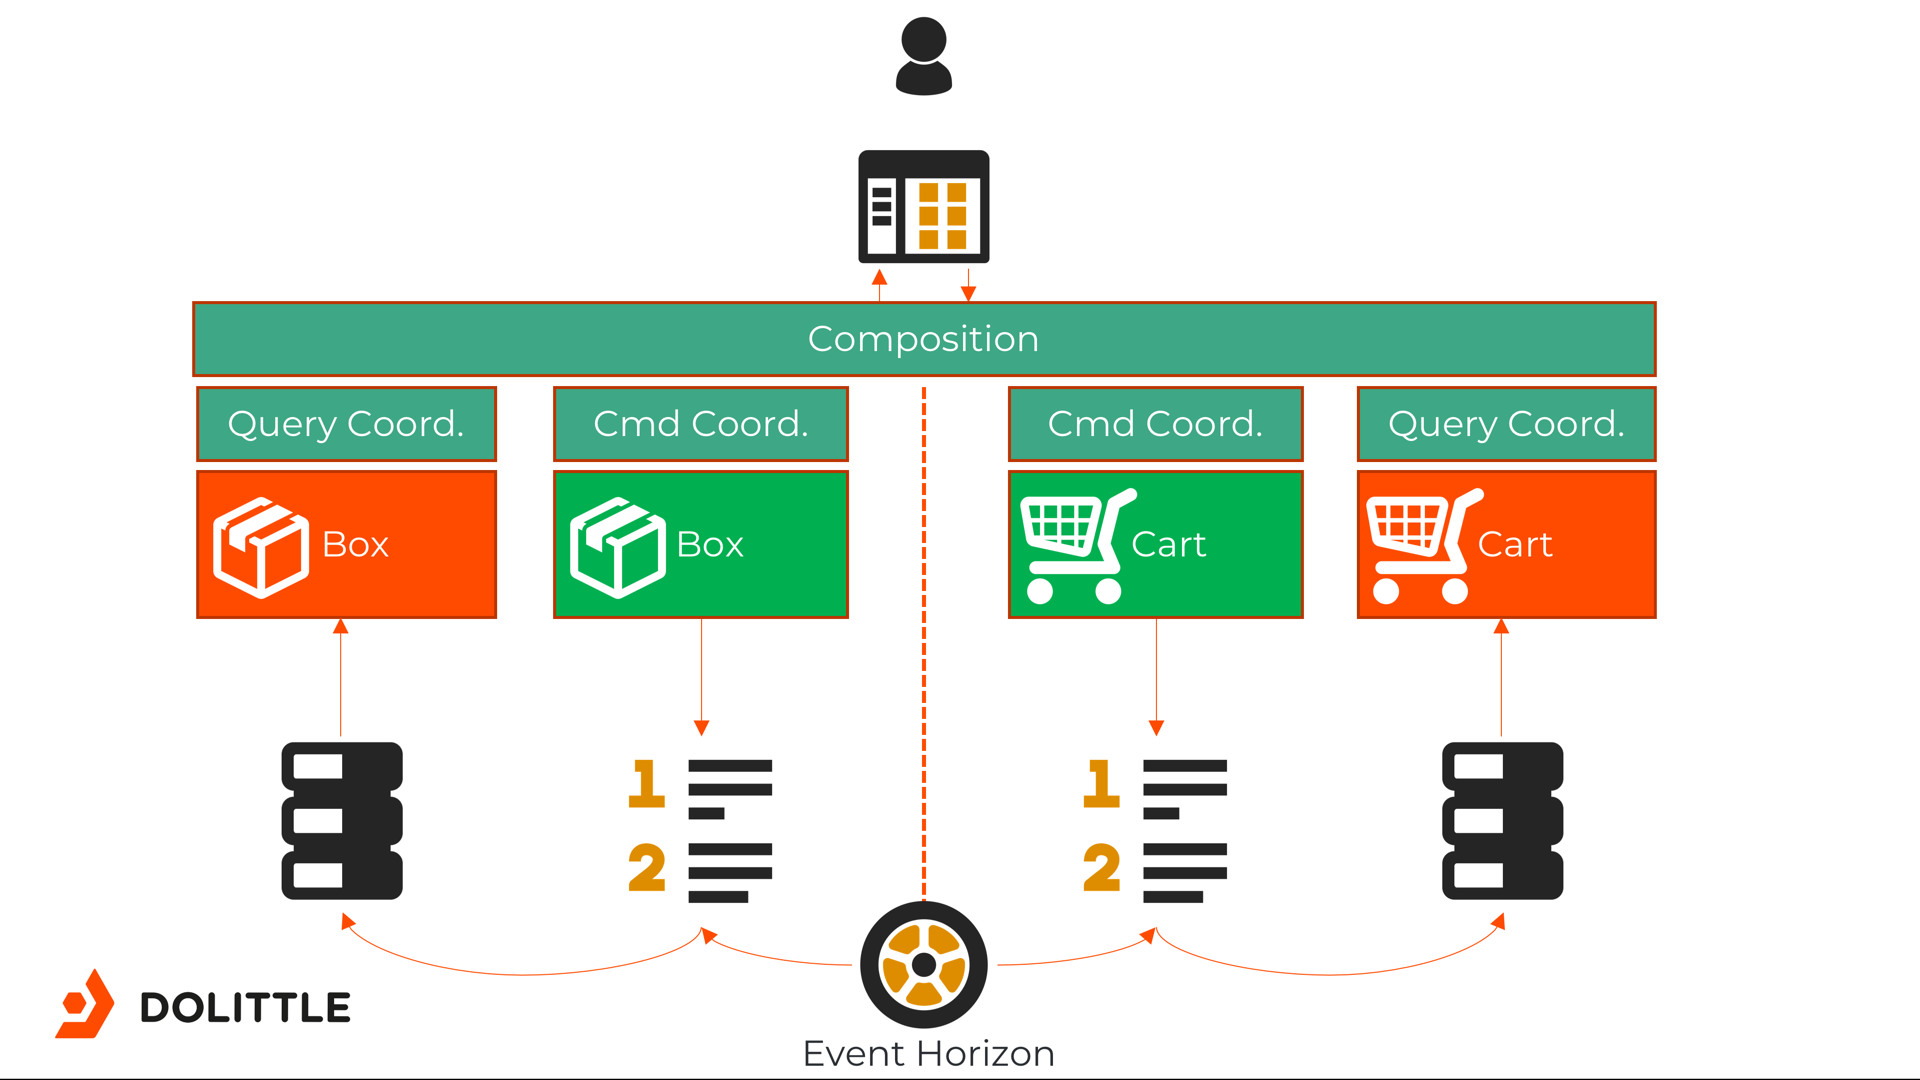 Composition
Query Coord.
Cmd Coord.
Cmd Coord.
Query Coord.
Box
Box
Cart
Cart
1
1
2
2
DOLITTLE
Event Horizon